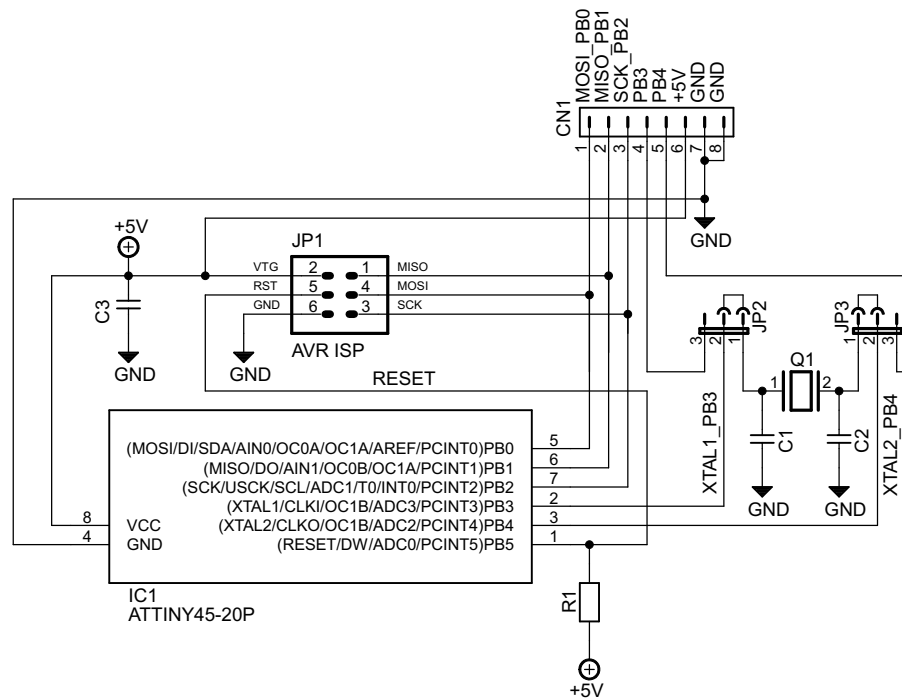 MOSI_PB0
MISO_PB1
SCK_PB2
PB3
PB4
+5V
GND
GND
CN1
1
2
3
4
5
6
7
8
GND
+5V
JP1
VTG 2 1 MISO
RST 5 4 MOSI
GND 6 3 SCK
AVR ISP
C3
GND
GND
RESET
JP2
3
2
1
JP3
1
2
3
Q1
1
2
XTAL1_PB3
XTAL2_PB4
C1
C2
GND
GND
(MOSI/DI/SDA/AIN0/OC0A/OC1A/AREF/PCINT0)PB0 5
(MISO/DO/AIN1/OC0B/OC1A/PCINT1)PB1 6
(SCK/USCK/SCL/ADC1/T0/INT0/PCINT2)PB2 7
(XTAL1/CLKI/OC1B/ADC3/PCINT3)PB3 2
8 VCC (XTAL2/CLKO/OC1B/ADC2/PCINT4)PB4 3
4 GND (RESET/DW/ADC0/PCINT5)PB5 1
IC1
ATTINY45-20P
R1
+5V